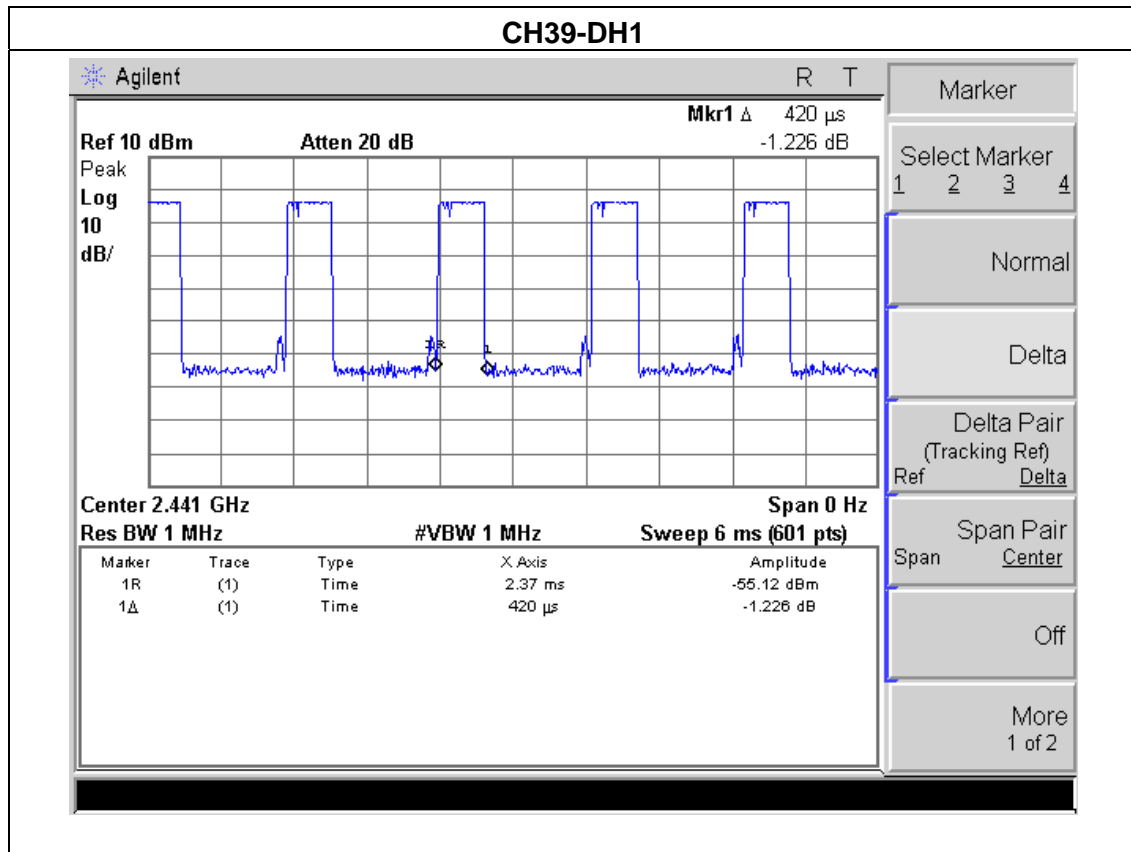 CH39-DH1
Agilent R T
Mkr1 Δ 420 µs
Ref 10 dBm Atten 20 dB -1.226 dB
Peak
Log
10
dB/
1R 1
Center 2.441 GHz Span 0 Hz
Res BW 1 MHz #VBW 1 MHz Sweep 6 ms (601 pts)
Marker Trace Type X Axis Amplitude
1R (1) Time 2.37 ms -55.12 dBm
1Δ (1) Time 420 µs -1.226 dB
Marker
Select Marker
1 2 3 4
Normal
Delta
Delta Pair
(Tracking Ref)
Ref Delta
Span Pair
Span Center
Off
More
1 of 2